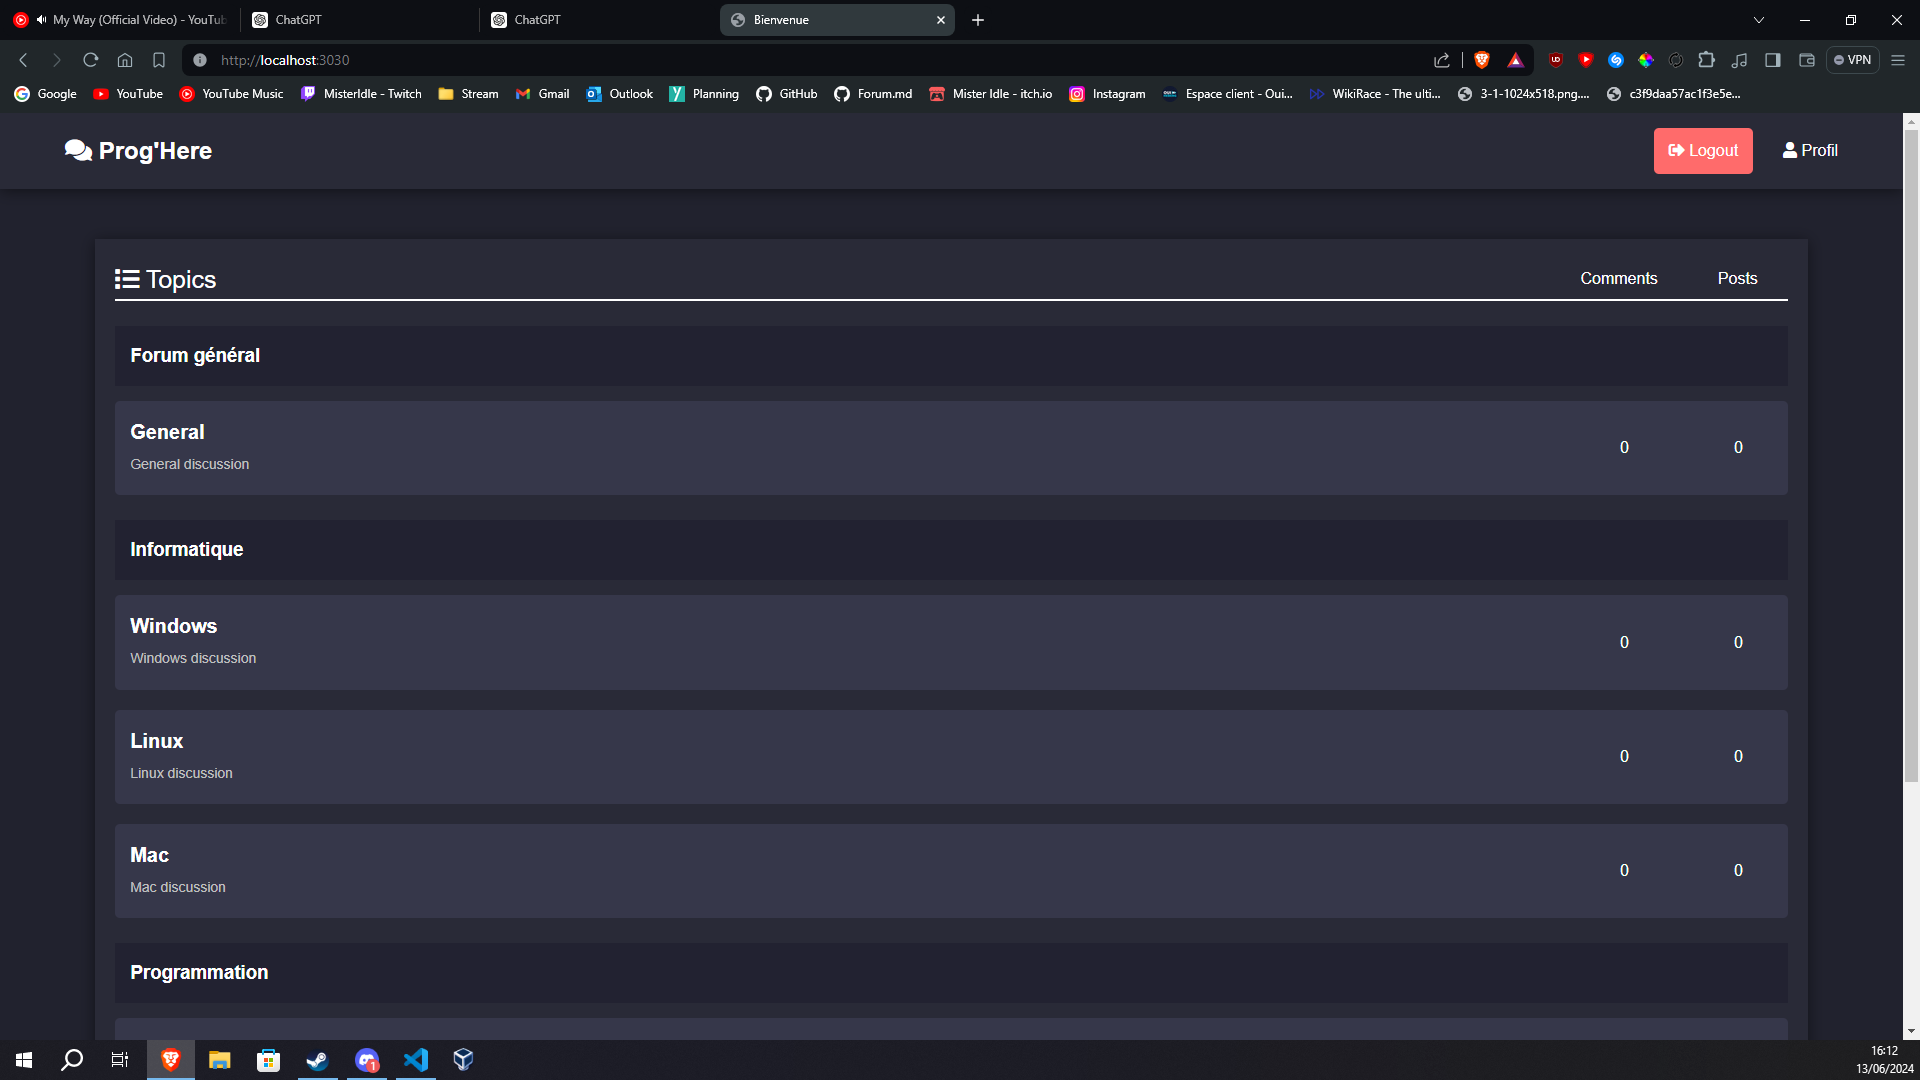 My Way (Official Video) - YouTub
ChatGPT
ChatGPT
Bienvenue
http://localhost:3030
VPN
Google
YouTube
YouTube Music
MisterIdle - Twitch
Stream
Gmail
Outlook
Planning
GitHub
Forum.md
Mister Idle - itch.io
Instagram
Espace client - Oui...
WikiRace - The ulti...
3-1-1024x518.png....
c3f9daa57ac1f3e5e...
Prog'Here
Logout
Profil
Topics
Comments
Posts
Forum général
General
General discussion
0
0
Informatique
Windows
Windows discussion
0
0
Linux
Linux discussion
0
0
Mac
Mac discussion
0
0
Programmation
1
16:12
13/06/2024